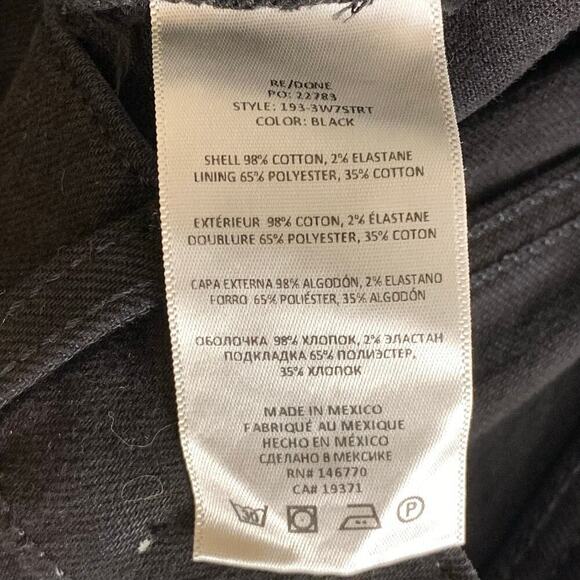 RE/DONE
PO: 22783
STYLE: 193-3W7STRT
COLOR: BLACK
SHELL 98% COTTON, 2% ELASTANE
LINING 65% POLYESTER, 35% COTTON
EXTÉRIEUR 98% COTON, 2% ÉLASTANE
DOUBLURE 65% POLYESTER, 35% COTON
CAPA EXTERNA 98% ALGODÓN, 2% ELASTANO
FORRO 65% POLIÉSTER, 35% ALGODÓN
ОБОЛОЧКА 98% ХЛОПОК, 2% ЭЛАСТАН
ПОДКЛАДКА 65% ПОЛИЭСТЕР,
35% ХЛОПОК
MADE IN MEXICO
FABRIQUÉ AU MEXIQUE
HECHO EN MÉXICO
СДЕЛАНО В МЕКСИКЕ
RN# 146770
CA# 19371
30 P